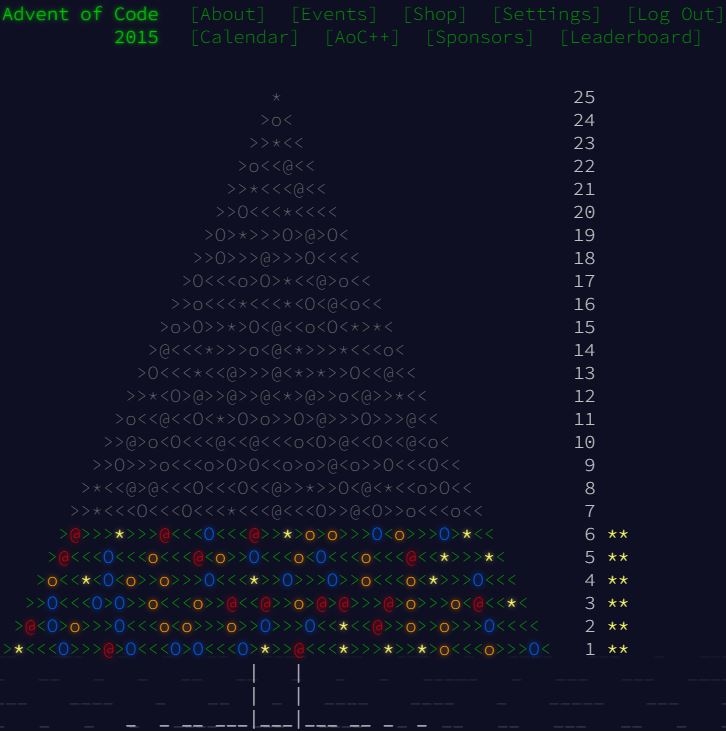 Advent of Code [About] [Events] [Shop] [Settings] [Log Out]
2015 [Calendar] [AoC++] [Sponsors] [Leaderboard]
* 25
>o< 24
>>*<< 23
>o<<@<< 22
>>*<<<@<< 21
>>O<<<*<<<< 20
>O>*>>>O>@>O< 19
>>O>>>@>>>O<<<< 18
>O<<<o>O>*<<@>o<< 17
>>o<<<*<<<*<O<@<o<< 16
>o>O>>*>O<@<<o<O<*>*< 15
>@<<<*>>>o<@<*>>>*<<<o< 14
>O<<<*<<@>>>@<*>*>>O<<@<< 13
>>*<O>@>>@>>@<<*>@>>o<@>*<< 12
>o<<@<<O<*>O>o>>O>@>>>O>>>@<< 11
>>@>o<O<<<@<<@<<<o<O>@<<O<<@<o< 10
>>O>>>o<<<o>O>O<<o>o>@<o>>O<<<O<< 9
>*<<@>@<<<O<<<O<<@>>*>>O<@<*<<o>O<< 8
>>*<<<O<<<O<<<*<<<@<<<O>>@<O>>o<<@<<< 7
>@>>>*>>>@<<<O<<<@>>*>o>o>>>O<o>>>O>*<< 6 **
>@<<<O<<<o<<<@<o>>O<<<o<O<<<o<<<@<<*>>>*< 5 **
>o<<*<O<o>>o>>>O<<<*>>O>>>O>>o<<<o<*>>>O<<< 4 **
>>O<<<O>O>>o<<<o>>@<<@>>o>@>@>>>@>o>>>o<@<<*< 3 **
>@<O>o>>>O<<<o<o>>>o>>O>>>O<<*<<@>>o>>o>>>O<<<< 2 **
>*<<<O>>>@>O<<<O>O<<<O>*>>@<<<*>>>*>>*>o<<<o>>>O< 1 **